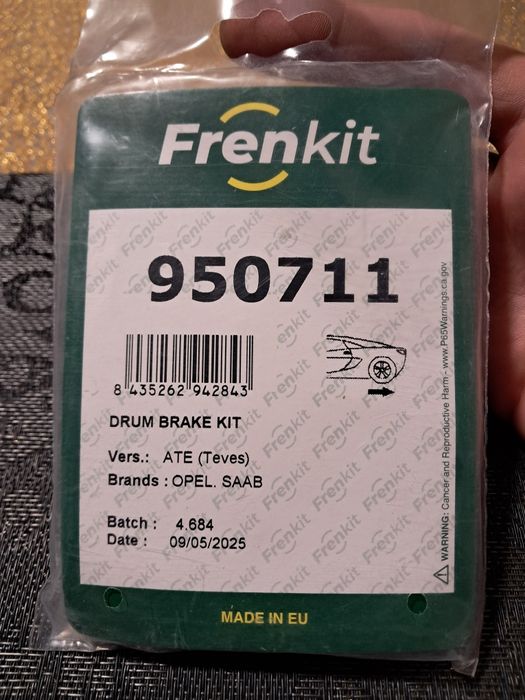 Frenkit
950711
8 435262 942843
DRUM BRAKE KIT
Vers.: ATE (Teves)
Brands : OPEL. SAAB
Batch : 4.684
Date : 09/05/2025
WARNING: Cancer and Reproductive Harm - www.P65Warnings.ca.gov
MADE IN EU